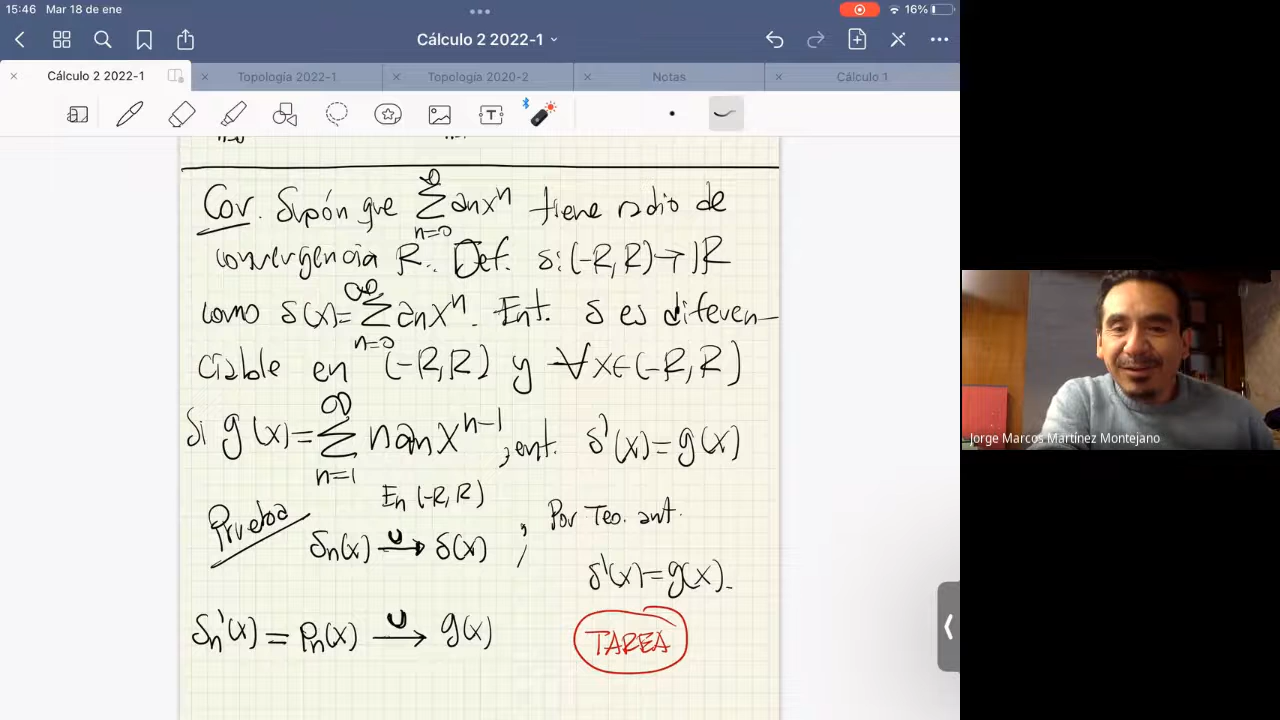 15:46 Mar 18 de ene
16%
Cálculo 2 2022-1
Cálculo 2 2022-1
Topología 2022-1
Topología 2020-2
Notas
Cálculo 1
Cor. Supón que ∑_{n=0}^{∞} anxⁿ tiene radio de
convergencia R. Def. s:(-R,R)→ℝ
como s(x)=∑_{n=0}^{∞} anxⁿ. Ent. s es diferen-
ciable en (-R,R) y ∀x∈(-R,R)
si g(x)=∑_{n=1}^{∞} nanxⁿ⁻¹, ent. s'(x)=g(x)
Prueba
En (-R,R)
sn(x) →ᵁ s(x) ;
Por Teo. ant.
s'(x)=g(x).
sn'(x) = Pn(x) →ᵁ g(x)
TAREA
Jorge Marcos Martínez Montejano